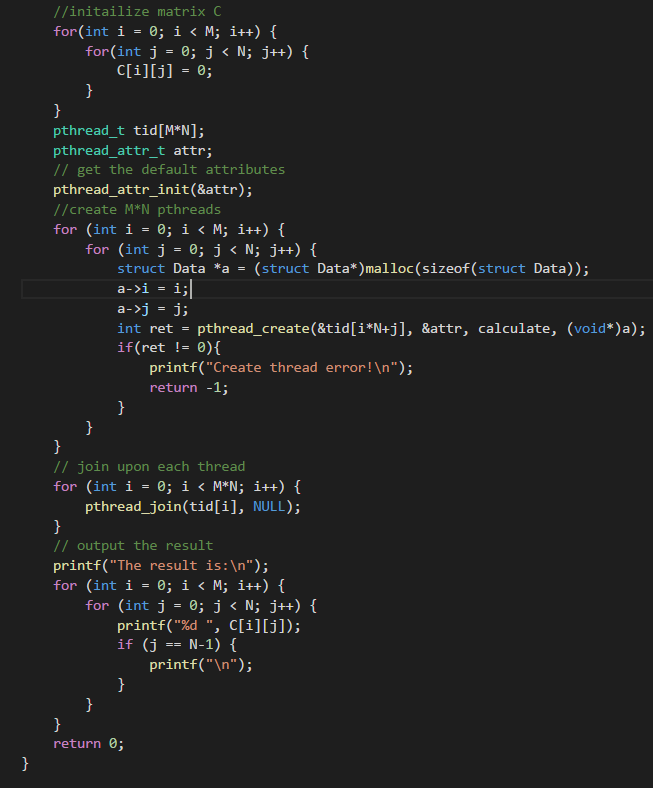 //initailize matrix C
for(int i = 0; i < M; i++) {
for(int j = 0; j < N; j++) {
C[i][j] = 0;
}
}
pthread_t tid[M*N];
pthread_attr_t attr;
// get the default attributes
pthread_attr_init(&attr);
//create M*N pthreads
for (int i = 0; i < M; i++) {
for (int j = 0; j < N; j++) {
struct Data *a = (struct Data*)malloc(sizeof(struct Data));
a->i = i;
a->j = j;
int ret = pthread_create(&tid[i*N+j], &attr, calculate, (void*)a);
if(ret != 0){
printf("Create thread error!\n");
return -1;
}
}
}
// join upon each thread
for (int i = 0; i < M*N; i++) {
pthread_join(tid[i], NULL);
}
// output the result
printf("The result is:\n");
for (int i = 0; i < M; i++) {
for (int j = 0; j < N; j++) {
printf("%d ", C[i][j]);
if (j == N-1) {
printf("\n");
}
}
}
return 0;
}